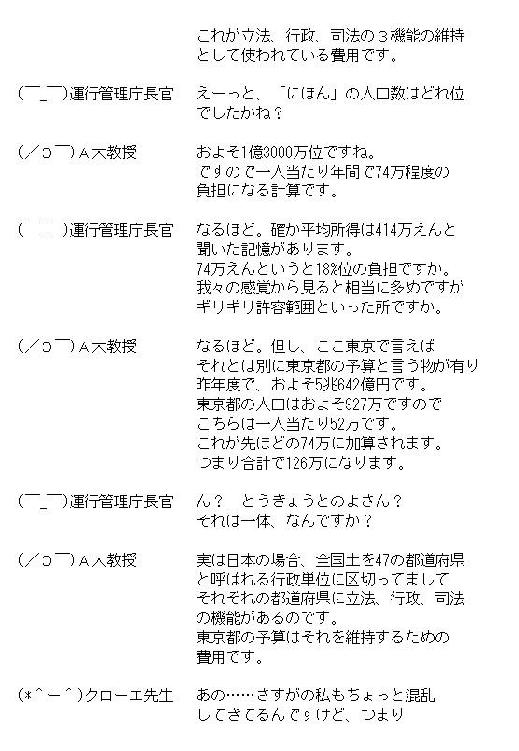 これが立法、行政、司法の３機能の維持
として使われている費用です。
(￣_￣)運行管理庁長官 えーっと、「にほん」の人口数はどれ位
でしたかね？
(／Ｏ￣)Ａ大教授 およそ1億3000万位ですね。
ですので一人当たり年間で74万程度の
負担になる計算です。
( )運行管理庁長官 なるほど。確か平均所得は414万えんと
聞いた記憶があります。
74万えんというと18%位の負担ですか。
我々の感覚から見ると相当に多めですが
ギリギリ許容範囲といった所ですか。
(／Ｏ￣)Ａ大教授 なるほど。但し、ここ東京で言えば
それとは別に東京都の予算と言う物が有り
昨年度で、およそ5兆642億円です。
東京都の人口はおよそ927万ですので
こちらは一人当たり52万です。
これが先ほどの74万に加算されます。
つまり合計で126万になります。
(￣_￣)運行管理庁長官 ん？　とうきょうとのよさん？
それは一体、なんですか？
(／Ｏ￣)Ａ大教授 実は日本の場合、全国土を47の都道府県
と呼ばれる行政単位に区切ってまして
それぞれの都道府県に立法、行政、司法
の機能があるのです。
東京都の予算はそれを維持するための
費用です。
(*＾ー＾)クローエ先生 あの……さすがの私もちょっと混乱
してきてるんですけど、つまり